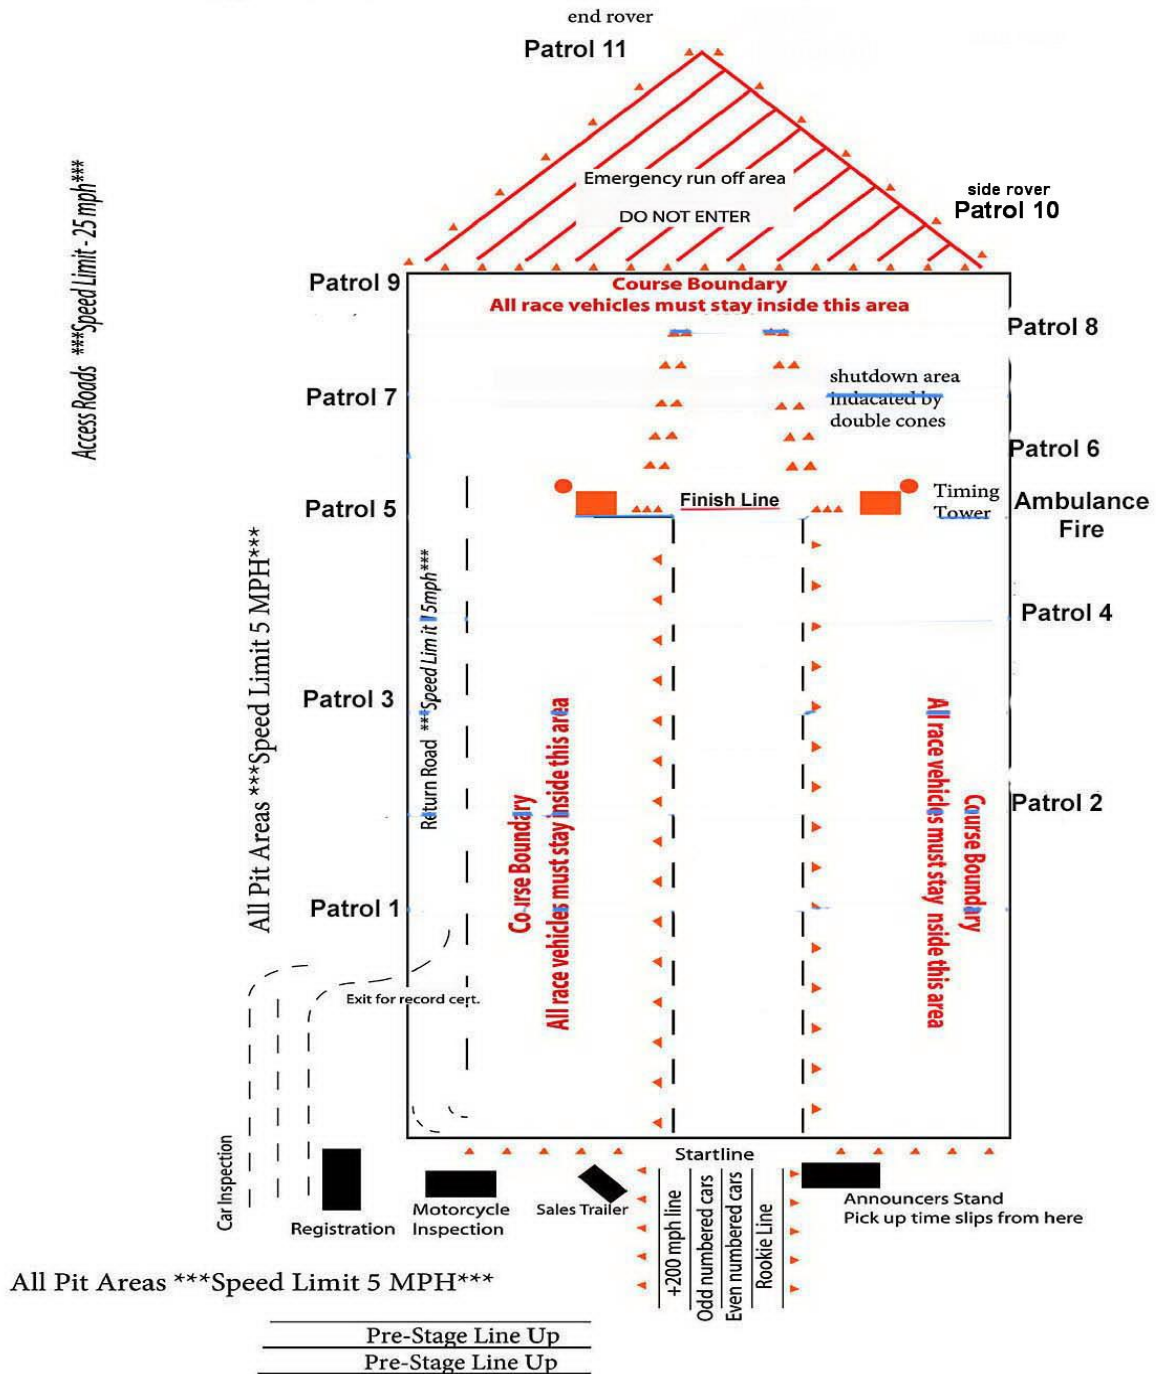 end rover
Patrol 11
Emergency run off area
DO NOT ENTER
side rover
Patrol 10
Access Roads ***Speed Limit - 25 mph***
Patrol 9
Course Boundary
All race vehicles must stay inside this area
Patrol 8
Patrol 7
shutdown area
indacated by
double cones
Patrol 6
Patrol 5
Finish Line
Timing
Tower
Ambulance
Fire
All Pit Areas ***Speed Limit 5 MPH***
Return Road ***Speed Lim it 15mph***
Patrol 4
Patrol 3
Course Boundary
All race vehicles must stay inside this area
All race vehicles must stay nside this area
Course Boundary
Patrol 2
Patrol 1
Exit for record cert.
Car Inspection
Registration
Motorcycle
Inspection
Sales Trailer
Startline
+200 mph line
Odd numbered cars
Even numbered cars
Rookie Line
Announcers Stand
Pick up time slips from here
All Pit Areas ***Speed Limit 5 MPH***
Pre-Stage Line Up
Pre-Stage Line Up